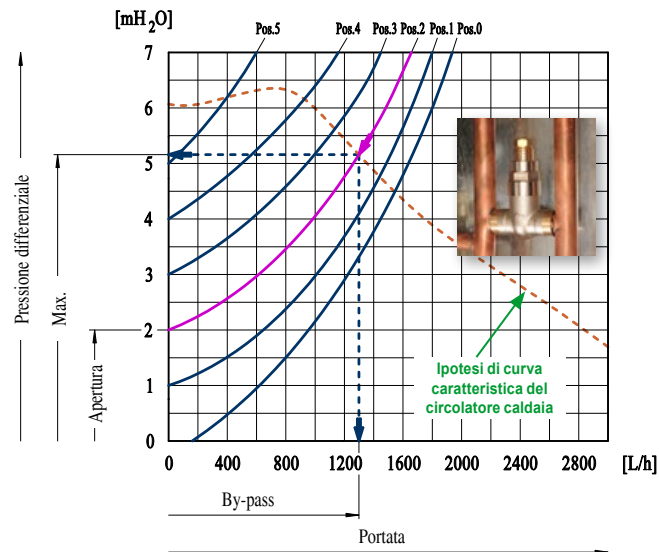 [mH2O]
Pos.5
Pos.4
Pos.3
Pos.2
Pos.1
Pos.0
7
6
5
4
3
2
1
0
Pressione differenziale
Max.
Apertura
Ipotesi di curva
caratteristica del
circolatore caldaia
0
400
800
1200
1600
2000
2400
2800
[L/h]
By-pass
Portata